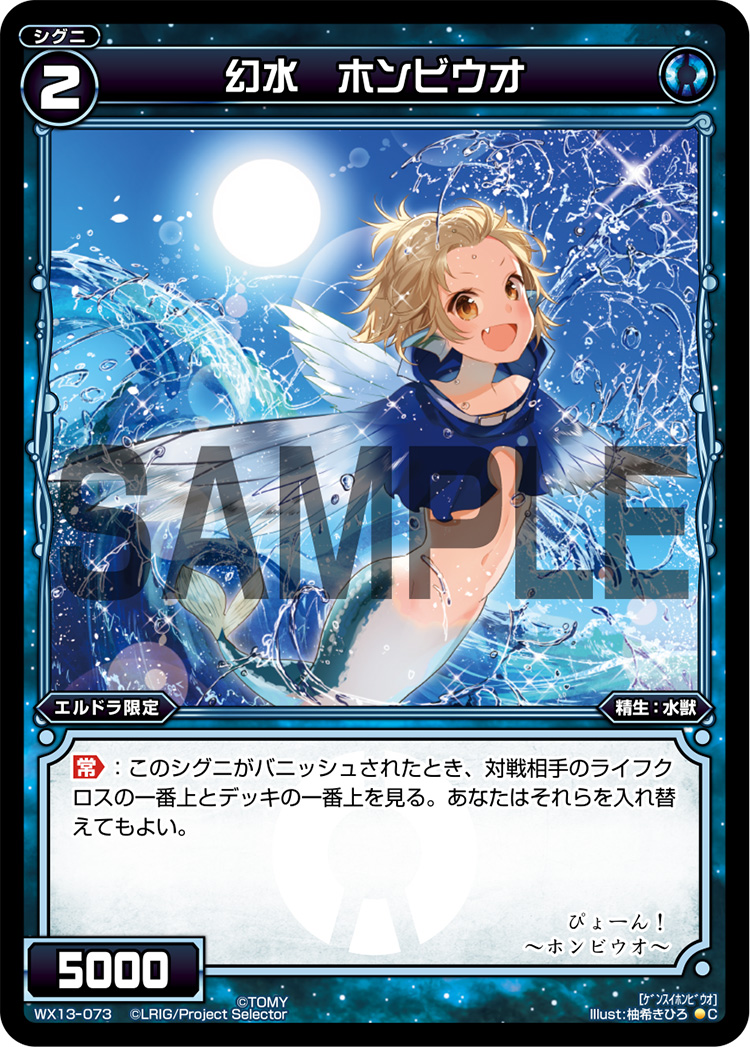 シグニ
2
幻水 ホンビウオ
SAMPLE
エルドラ限定
精生:水獣
常:このシグニがバニッシュされたとき、対戦相手のライフク
ロスの一番上とデッキの一番上を見る。あなたはそれらを入れ替
えてもよい。
ぴょーん!
~ホンビウオ~
5000
©TOMY
[ゲンスイホンビウオ]
WX13-073 ©LRIG/Project Selector
Illust:柚希きひろ C